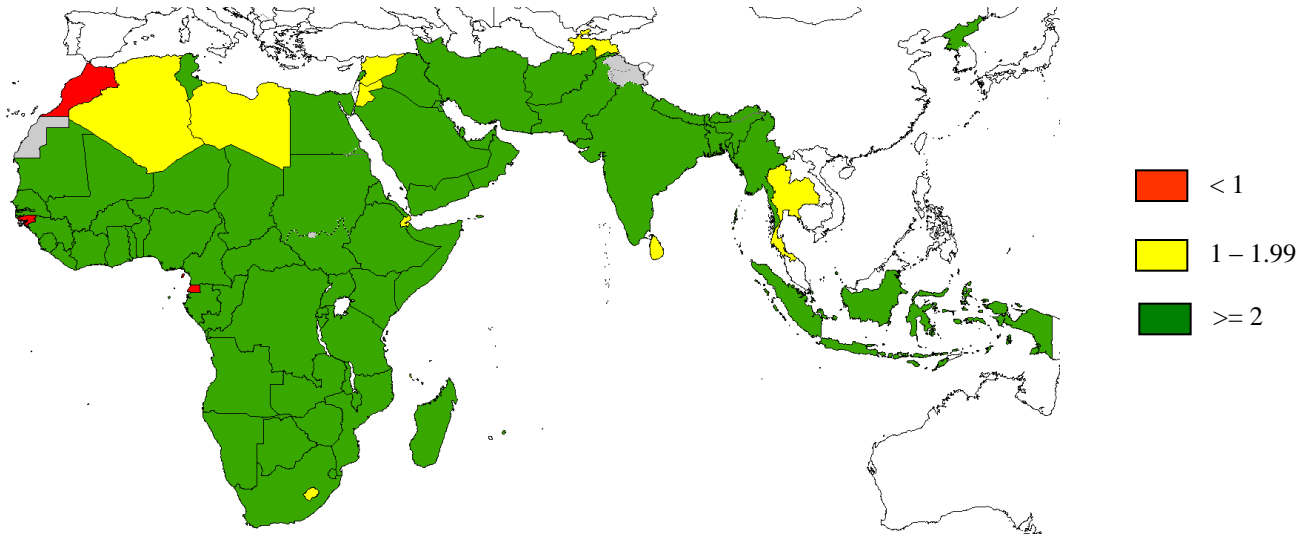 < 1
1 – 1.99
>= 2